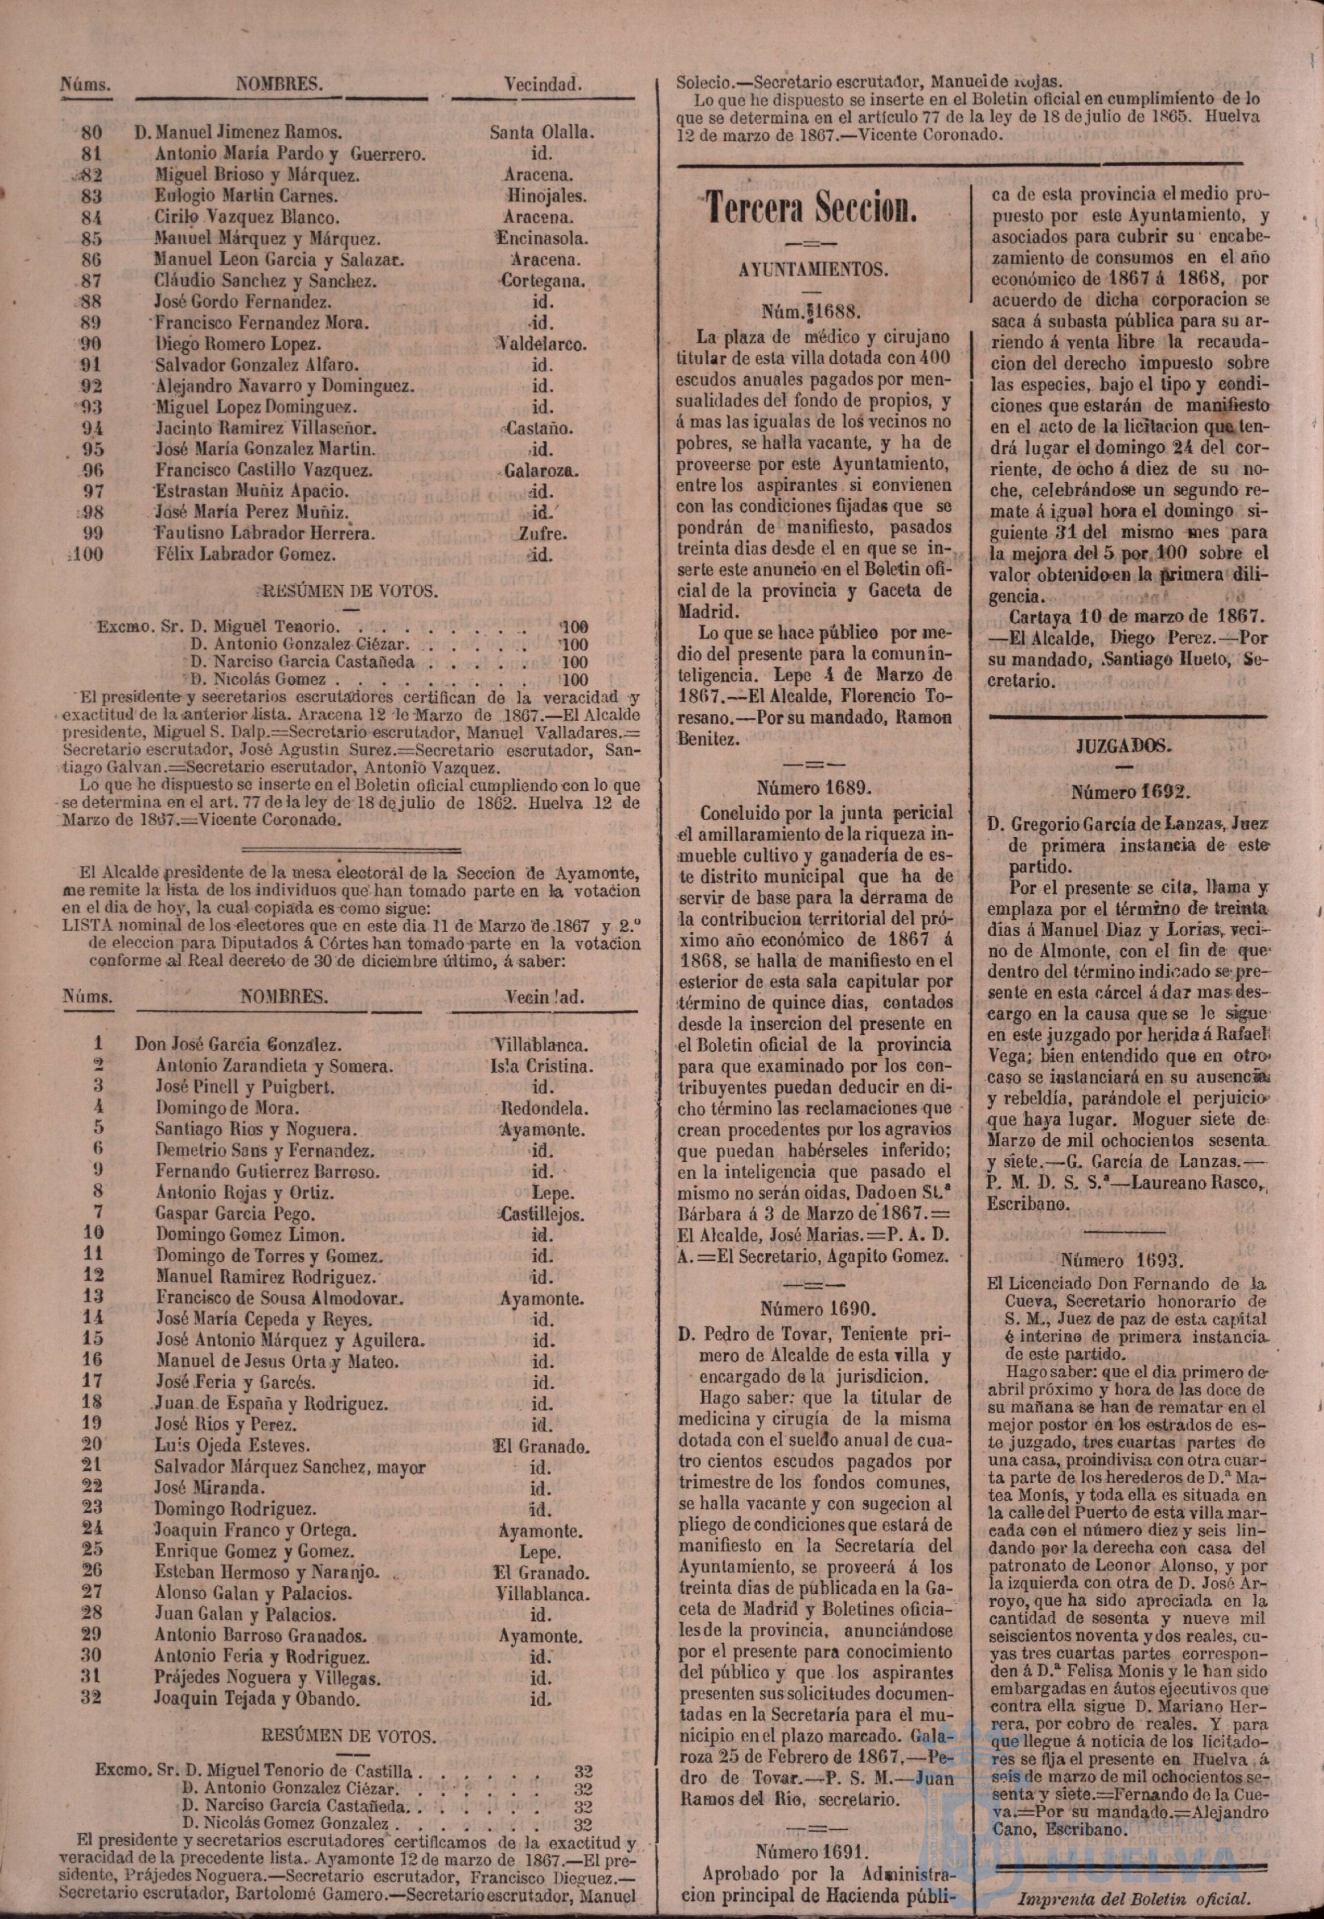 Núms. NOMBRES. Vecindad.
80 D. Manuel Jimenez Ramos. Santa Olalla.
81 Antonio María Pardo y Guerrero. id.
82 Miguel Brioso y Márquez. Aracena.
83 Eulogio Martin Carnes. Hinojales.
84 Cirilo Vazquez Blanco. Aracena.
85 Manuel Márquez y Márquez. Encinasola.
86 Manuel Leon Garcia y Salazar. Aracena.
87 Cláudio Sanchez y Sanchez. Cortegana.
88 José Gordo Fernandez. id.
89 Francisco Fernandez Mora. id.
90 Diego Romero Lopez. Valdelarco.
91 Salvador Gonzalez Alfaro. id.
92 Alejandro Navarro y Dominguez. id.
93 Miguel Lopez Dominguez. id.
94 Jacinto Ramirez Villaseñor. Castaño.
95 José María Gonzalez Martin. id.
96 Francisco Castillo Vazquez. Galaroza.
97 Estrastan Muñiz Apacio. id.
98 José María Perez Muñiz. id.
99 Fautisno Labrador Herrera. Zufre.
100 Félix Labrador Gomez. id.
RESÚMEN DE VOTOS.
Excmo. Sr. D. Miguel Tenorio. . . . . . . . . 100
D. Antonio Gonzalez Ciézar. . . . . . . 100
D. Narciso Garcia Castañeda . . . . . 100
D. Nicolás Gomez . . . . . . . . . 100
El presidente y secretarios escrutadores certifican de la veracidad y
exactitud de la anterior lista. Aracena 12 de Marzo de 1867.—El Alcalde
presidente, Miguel S. Dalp.=Secretario escrutador, Manuel Valladares.=
Secretario escrutador, José Agustin Surez.=Secretario escrutador, San-
tiago Galvan.=Secretario escrutador, Antonio Vazquez.
Lo que he dispuesto se inserte en el Boletin oficial cumpliendo con lo que
se determina en el art. 77 de la ley de 18 de julio de 1862. Huelva 12 de
Marzo de 1867.=Vicente Coronado.
El Alcalde presidente de la mesa electorál de la Seccion de Ayamonte,
me remite la lista de los individuos que han tomado parte en la votacion
en el dia de hoy, la cual copiada es como sigue:
LISTA nominal de los electores que en este dia 11 de Marzo de 1867 y 2.º
de eleccion para Diputados á Córtes han tomado parte en la votacion
conforme al Real decreto de 30 de diciembre último, á saber:
Núms. NOMBRES. Vecindad.
1 Don José Garcia Gonzalez. Villablanca.
2 Antonio Zarandieta y Somera. Isla Cristina.
3 José Pinell y Puigbert. id.
4 Domingo de Mora. Redondela.
5 Santiago Rios y Noguera. Ayamonte.
6 Demetrio Sans y Fernandez. id.
9 Fernando Gutierrez Barroso. id.
8 Antonio Rojas y Ortiz. Lepe.
7 Gaspar Garcia Pego. Castillejos.
10 Domingo Gomez Limon. id.
11 Domingo de Torres y Gomez. id.
12 Manuel Ramirez Rodriguez. id.
13 Francisco de Sousa Almodovar. Ayamonte.
14 José María Cepeda y Reyes. id.
15 José Antonio Márquez y Aguilera. id.
16 Manuel de Jesus Orta y Mateo. id.
17 José Feria y Garcés. id.
18 Juan de España y Rodriguez. id.
19 José Rios y Perez. id.
20 Luis Ojeda Esteves. El Granado.
21 Salvador Márquez Sanchez, mayor id.
22 José Miranda. id.
23 Domingo Rodriguez. id.
24 Joaquin Franco y Ortega. Ayamonte.
25 Enrique Gomez y Gomez. Lepe.
26 Esteban Hermoso y Naranjo. El Granado.
27 Alonso Galan y Palacios. Villablanca.
28 Juan Galan y Palacios. id.
29 Antonio Barroso Granados. Ayamonte.
30 Antonio Feria y Rodriguez. id.
31 Prájedes Noguera y Villegas. id.
32 Joaquin Tejada y Obando. id.
RESÚMEN DE VOTOS.
Excmo. Sr. D. Miguel Tenorio de Castilla . . . . . . 32
D. Antonio Gonzalez Ciézar. . . . . . . 32
D. Narciso García Castañeda. . . . . . . 32
D. Nicolás Gomez Gonzalez . . . . . . . 32
El presidente y secretarios escrutadores certificamos de la exactitud y
veracidad de la precedente lista. Ayamonte 12 de marzo de 1867.—El pre-
sidente, Prájedes Noguera.—Secretario escrutador, Francisco Dieguez.—
Secretario escrutador, Bartolomé Gamero.—Secretario escrutador, Manuel
Solecio.—Secretario escrutador, Manuel de Rojas.
Lo que he dispuesto se inserte en el Boletin oficial en cumplimiento de lo
que se determina en el artículo 77 de la ley de 18 de julio de 1865. Huelva
12 de marzo de 1867.—Vicente Coronado.
Tercera Seccion.
AYUNTAMIENTOS.
Núm. 1688.
La plaza de médico y cirujano
titular de esta villa dotada con 400
escudos anuales pagados por men-
sualidades del fondo de propios, y
á mas las igualas de los vecinos no
pobres, se halla vacante, y ha de
proveerse por este Ayuntamiento,
entre los aspirantes si convienen
con las condiciones fijadas que se
pondrán de manifiesto, pasados
treinta dias desde el en que se in-
serte este anuncio en el Boletin ofi-
cial de la provincia y Gaceta de
Madrid.
Lo que se hace público por me-
dio del presente para la comun in-
teligencia. Lepe 4 de Marzo de
1867.—El Alcalde, Florencio To-
resano.—Por su mandado, Ramon
Benitez.
Número 1689.
Concluido por la junta pericial
el amillaramiento de la riqueza in-
mueble cultivo y ganadería de es-
te distrito municipal que ha de
servir de base para la derrama de
la contribucion territorial del pró-
ximo año económico de 1867 á
1868, se halla de manifiesto en el
esterior de esta sala capitular por
término de quince dias, contados
desde la insercion del presente en
el Boletin oficial de la provincia
para que examinado por los con-
tribuyentes puedan deducir en di-
cho término las reclamaciones que
crean procedentes por los agravios
que puedan habérseles inferido;
en la inteligencia que pasado el
mismo no serán oidas, Dado en St.ª
Bárbara á 3 de Marzo de 1867.=
El Alcalde, José Marias.=P. A. D.
A.=El Secretario, Agapito Gomez.
Número 1690.
D. Pedro de Tovar, Teniente pri-
mero de Alcalde de esta villa y
encargado de la jurisdicion.
Hago saber: que la titular de
medicina y cirugía de la misma
dotada con el sueldo anual de cua-
tro cientos escudos pagados por
trimestre de los fondos comunes,
se halla vacante y con sugecion al
pliego de condiciones que estará de
manifiesto en la Secretaría del
Ayuntamiento, se proveerá á los
treinta dias de publicada en la Ga-
ceta de Madrid y Boletines oficia-
les de la provincia, anunciándose
por el presente para conocimiento
del público y que los aspirantes
presenten sus solicitudes documen-
tadas en la Secretaría para el mu-
nicipio en el plazo marcado. Gala-
roza 25 de Febrero de 1867.—Pe-
dro de Tovar.—P. S. M.—Juan
Ramos del Rio, secretario.
Número 1691.
Aprobado por la Administra-
cion principal de Hacienda públi-
ca de esta provincia el medio pro-
puesto por este Ayuntamiento, y
asociados para cubrir su encabe-
zamiento de consumos en el año
económico de 1867 á 1868, por
acuerdo de dicha corporacion se
saca á subasta pública para su ar-
riendo á venta libre la recauda-
cion del derecho impuesto sobre
las especies, bajo el tipo y condi-
ciones que estarán de manifiesto
en el acto de la licitacion que ten-
drá lugar el domingo 24 del cor-
riente, de ocho á diez de su no-
che, celebrándose un segundo re-
mate á igual hora el domingo si-
guiente 31 del mismo mes para
la mejora del 5 por 100 sobre el
valor obtenido en la primera dili-
gencia.
Cartaya 10 de marzo de 1867.
—El Alcalde, Diego Perez.—Por
su mandado, Santiago Hueto, Se-
cretario.
JUZGADOS.
Número 1692.
D. Gregorio García de Lanzas, Juez
de primera instancia de este
partido.
Por el presente se cita, llama y
emplaza por el término de treinta
dias á Manuel Diaz y Lorias, veci-
no de Almonte, con el fin de que
dentro del término indicado se pre-
sente en esta cárcel á dar mas des-
cargo en la causa que se le sigue
en este juzgado por herida á Rafael
Vega; bien entendido que en otro
caso se instanciará en su ausencia
y rebeldía, parándole el perjuicio
que haya lugar. Moguer siete de
Marzo de mil ochocientos sesenta
y siete.—G. García de Lanzas.—
P. M. D. S. S.ª—Laureano Rasco,
Escribano.
Número 1693.
El Licenciado Don Fernando de la
Cueva, Secretario honorario de
S. M., Juez de paz de esta capital
é interino de primera instancia
de este partido.
Hago saber: que el dia primero de
abril próximo y hora de las doce de
su mañana se han de rematar en el
mejor postor en los estrados de es-
te juzgado, tres cuartas partes de
una casa, proindivisa con otra cuar-
ta parte de los herederos de D.ª Ma-
tea Monis, y toda ella es situada en
la calle del Puerto de esta villa mar-
cada con el número diez y seis lin-
dando por la derecha con casa del
patronato de Leonor Alonso, y por
la izquierda con otra de D. José Ar-
royo, que ha sido apreciada en la
cantidad de sesenta y nueve mil
seiscientos noventa y dos reales, cu-
yas tres cuartas partes correspon-
den á D.ª Felisa Monis y le han sido
embargadas en áutos ejecutivos que
contra ella sigue D. Mariano Her-
rera, por cobro de reales. Y para
que llegue á noticia de los licitado-
res se fija el presente en Huelva á
seis de marzo de mil ochocientos se-
senta y siete.=Fernando de la Cue-
va.=Por su mandado.=Alejandro
Cano, Escribano.
HUELVA
Imprenta del Boletin oficial.